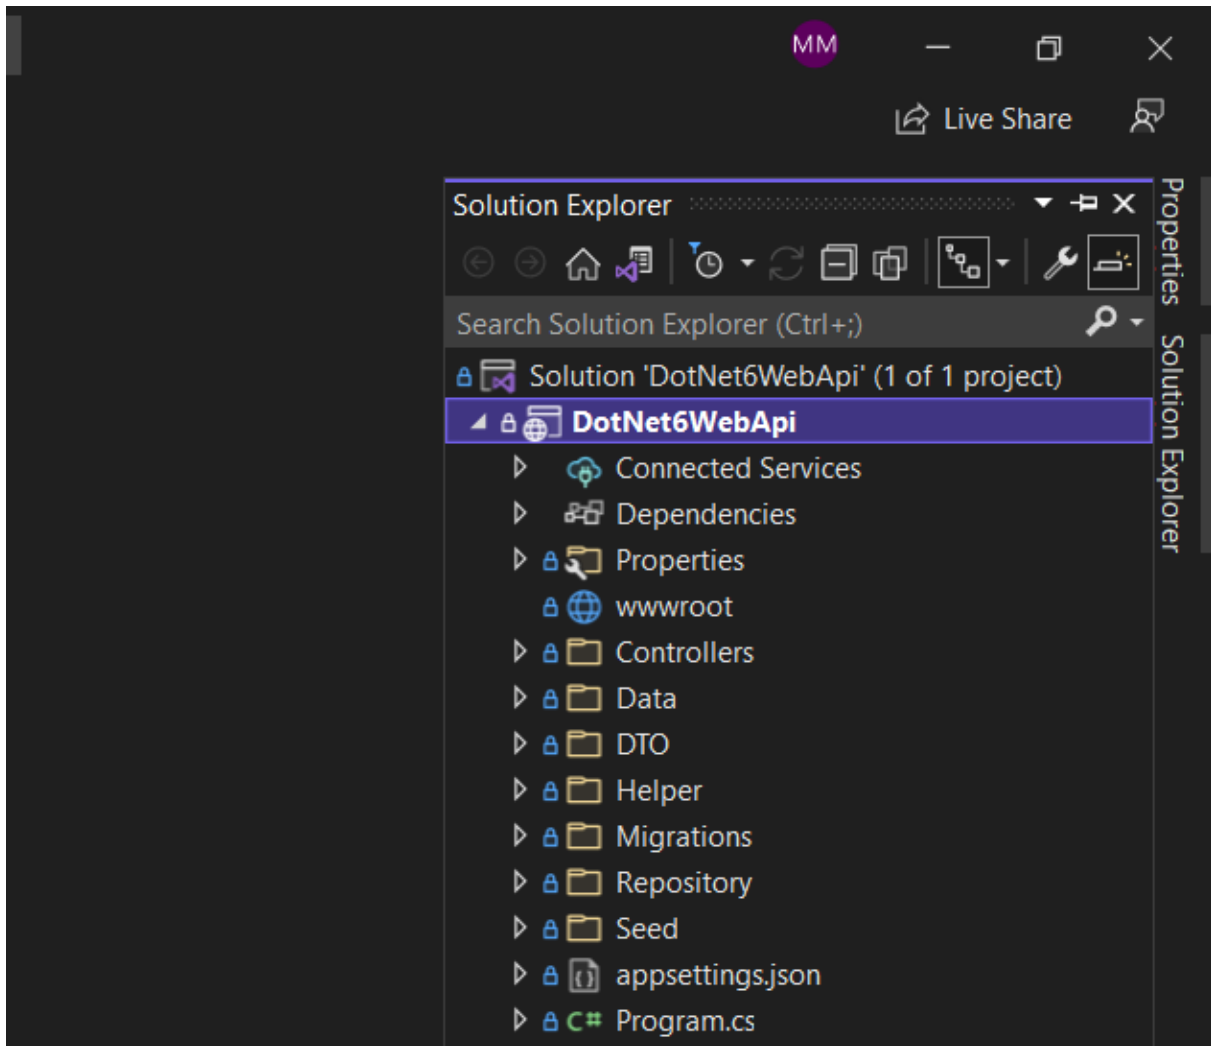 MM
Live Share
Solution Explorer
Search Solution Explorer (Ctrl+;)
Solution 'DotNet6WebApi' (1 of 1 project)
DotNet6WebApi
Connected Services
Dependencies
Properties
wwwroot
Controllers
Data
DTO
Helper
Migrations
Repository
Seed
appsettings.json
C# Program.cs
Properties
Solution Explorer